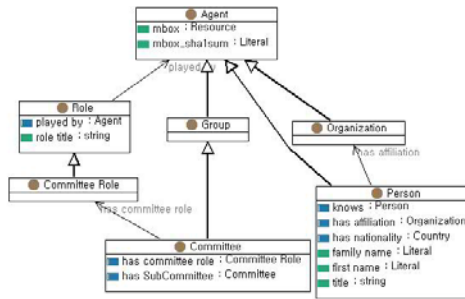 Agent
mbox : Resource
mbox_sha1sum : Literal
played by
Role
played by : Agent
role title : string
Group
Organization
has affiliation
Committee Role
has committee role
Committee
has committee role : Committee Role
has SubCommittee : Committee
Person
knows : Person
has affiliation : Organization
has nationality : Country
family name : Literal
first name : Literal
title : string